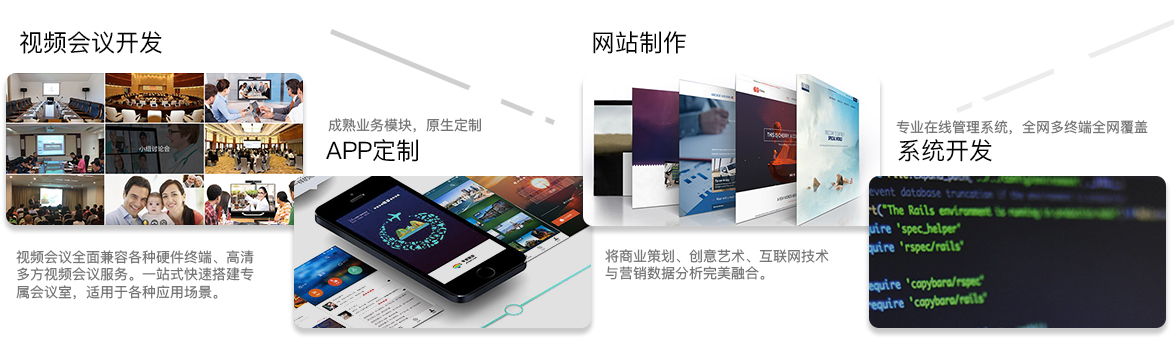 视频会议开发
小组讨论会
视频会议全面兼容各种硬件终端、高清
多方视频会议服务。一站式快速搭建专
属会议室，适用于各种应用场景。
成熟业务模块，原生定制
APP定制
网站制作
将商业策划、创意艺术、互联网技术
与营销数据分析完美融合。
专业在线管理系统，全网多终端全网覆盖
系统开发
event database truncation if the
rt("The Rails environment is running
quire 'spec_helper'
quire 'rspec/rails'
equire 'capybara/rspec'
equire 'capybara/rails'